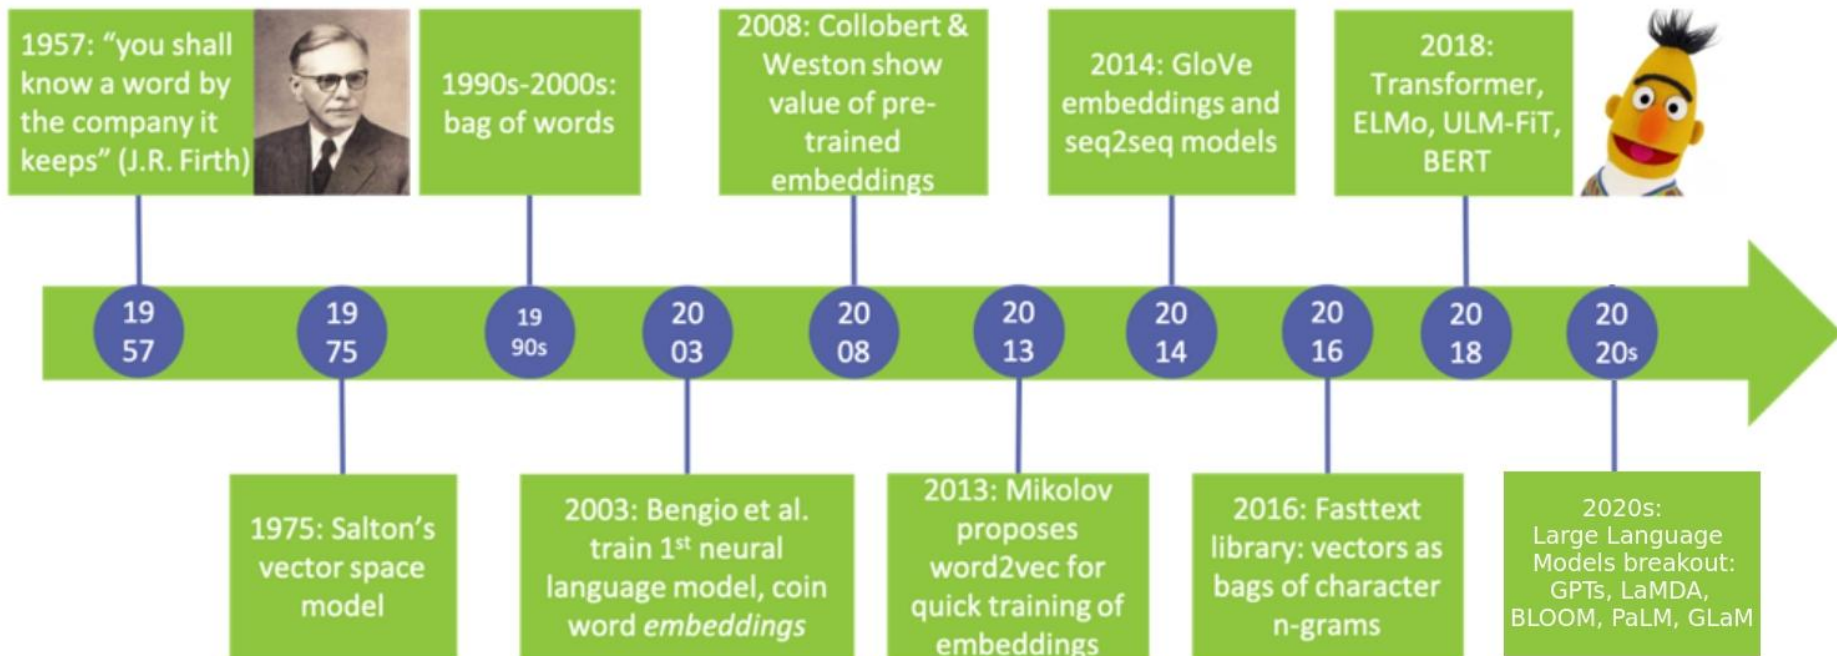 1957: “you shall
know a word by
the company it
keeps” (J.R. Firth)
1990s-2000s:
bag of words
2008: Collobert &
Weston show
value of pre-
trained
embeddings
2014: GloVe
embeddings and
seq2seq models
2018:
Transformer,
ELMo, ULM-FiT,
BERT
19
57
19
75
19
90s
20
03
20
08
20
13
20
14
20
16
20
18
20
20s
1975: Salton’s
vector space
model
2003: Bengio et al.
train 1st neural
language model, coin
word embeddings
2013: Mikolov
proposes
word2vec for
quick training of
embeddings
2016: Fasttext
library: vectors as
bags of character
n-grams
2020s:
Large Language
Models breakout:
GPTs, LaMDA,
BLOOM, PaLM, GLaM